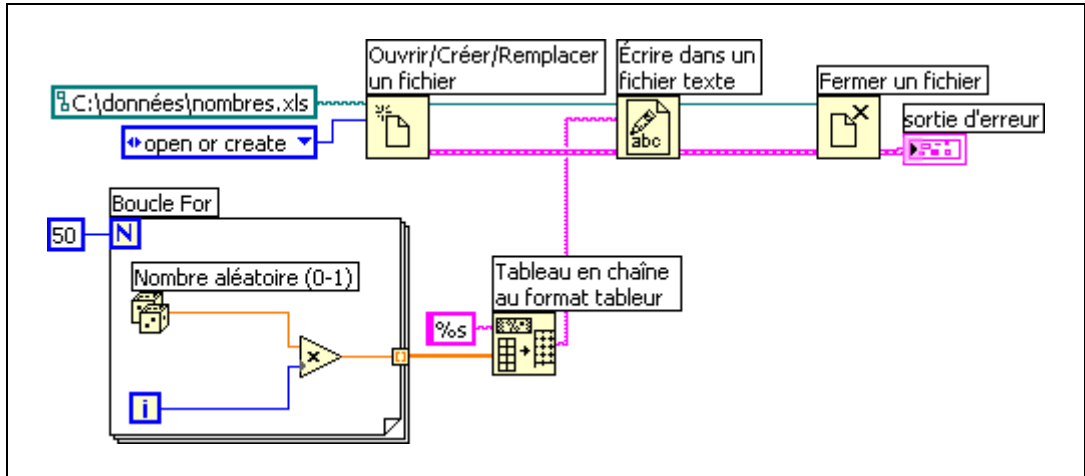 Ouvrir/Créer/Remplacer
un fichier
Écrire dans un
fichier texte
Fermer un fichier
C:\données\nombres.xls
abc
sortie d'erreur
open or create
Boucle For
50
N
Nombre aléatoire (0-1)
Tableau en chaîne
au format tableur
%s
i